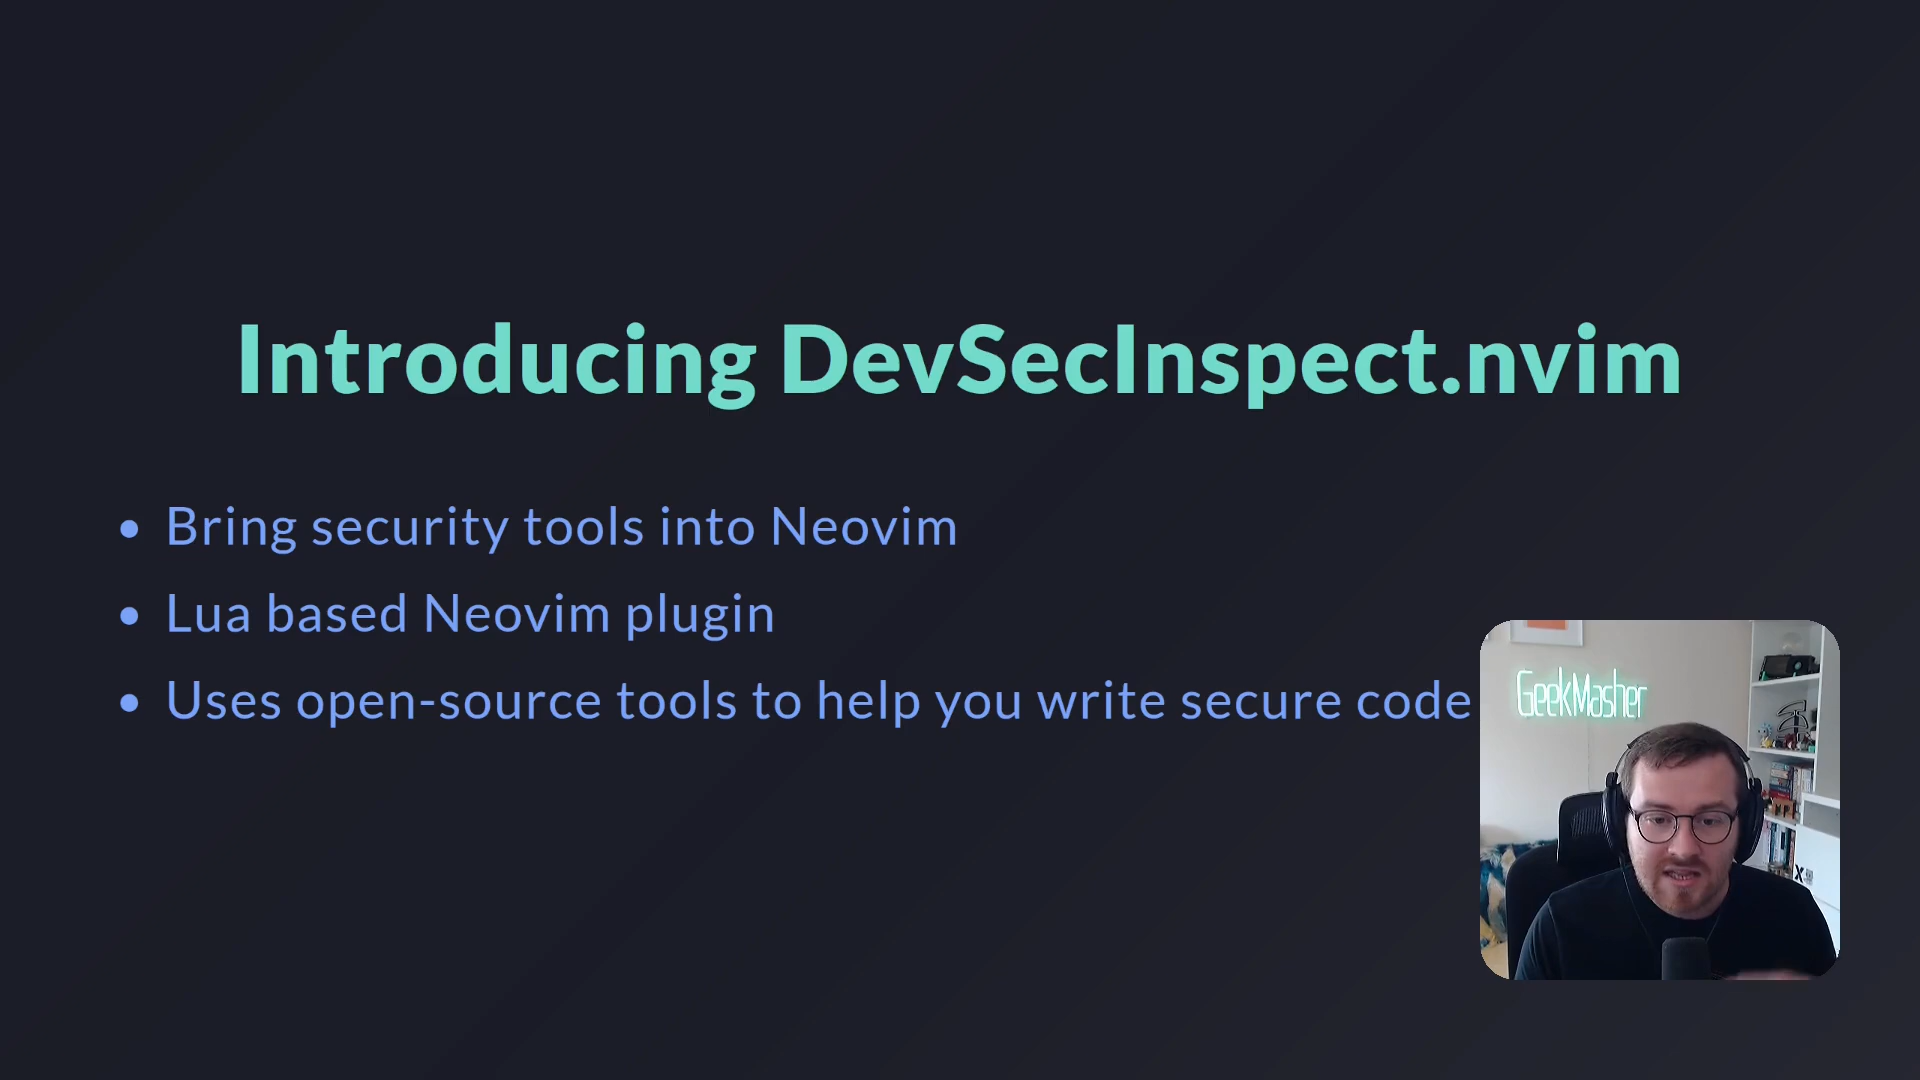 Introducing DevSecInspect.nvim
• Bring security tools into Neovim
• Lua based Neovim plugin
• Uses open-source tools to help you write secure code
GeekMasher